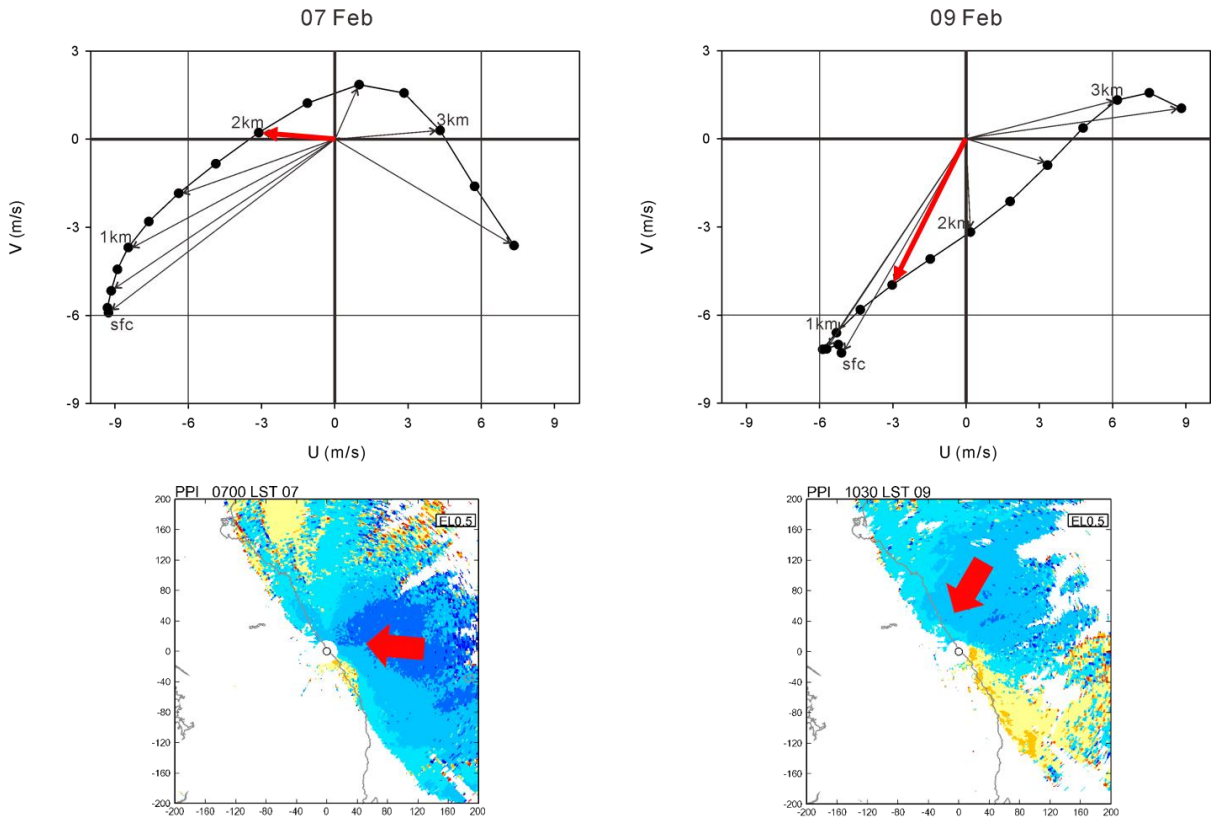 07 Feb
3
0
-3
-6
-9
V (m/s)
2km
3km
1km
sfc
-9 -6 -3 0 3 6 9
U (m/s)
09 Feb
3
0
-3
-6
-9
V (m/s)
3km
2km
1km
sfc
-9 -6 -3 0 3 6 9
U (m/s)
PPI 0700 LST 07
EL0.5
200
160
120
80
40
0
-40
-80
-120
-160
-200
-200 -160 -120 -80 -40 0 40 80 120 160 200
PPI 1030 LST 09
EL0.5
200
160
120
80
40
0
-40
-80
-120
-160
-200
-200 -160 -120 -80 -40 0 40 80 120 160 200